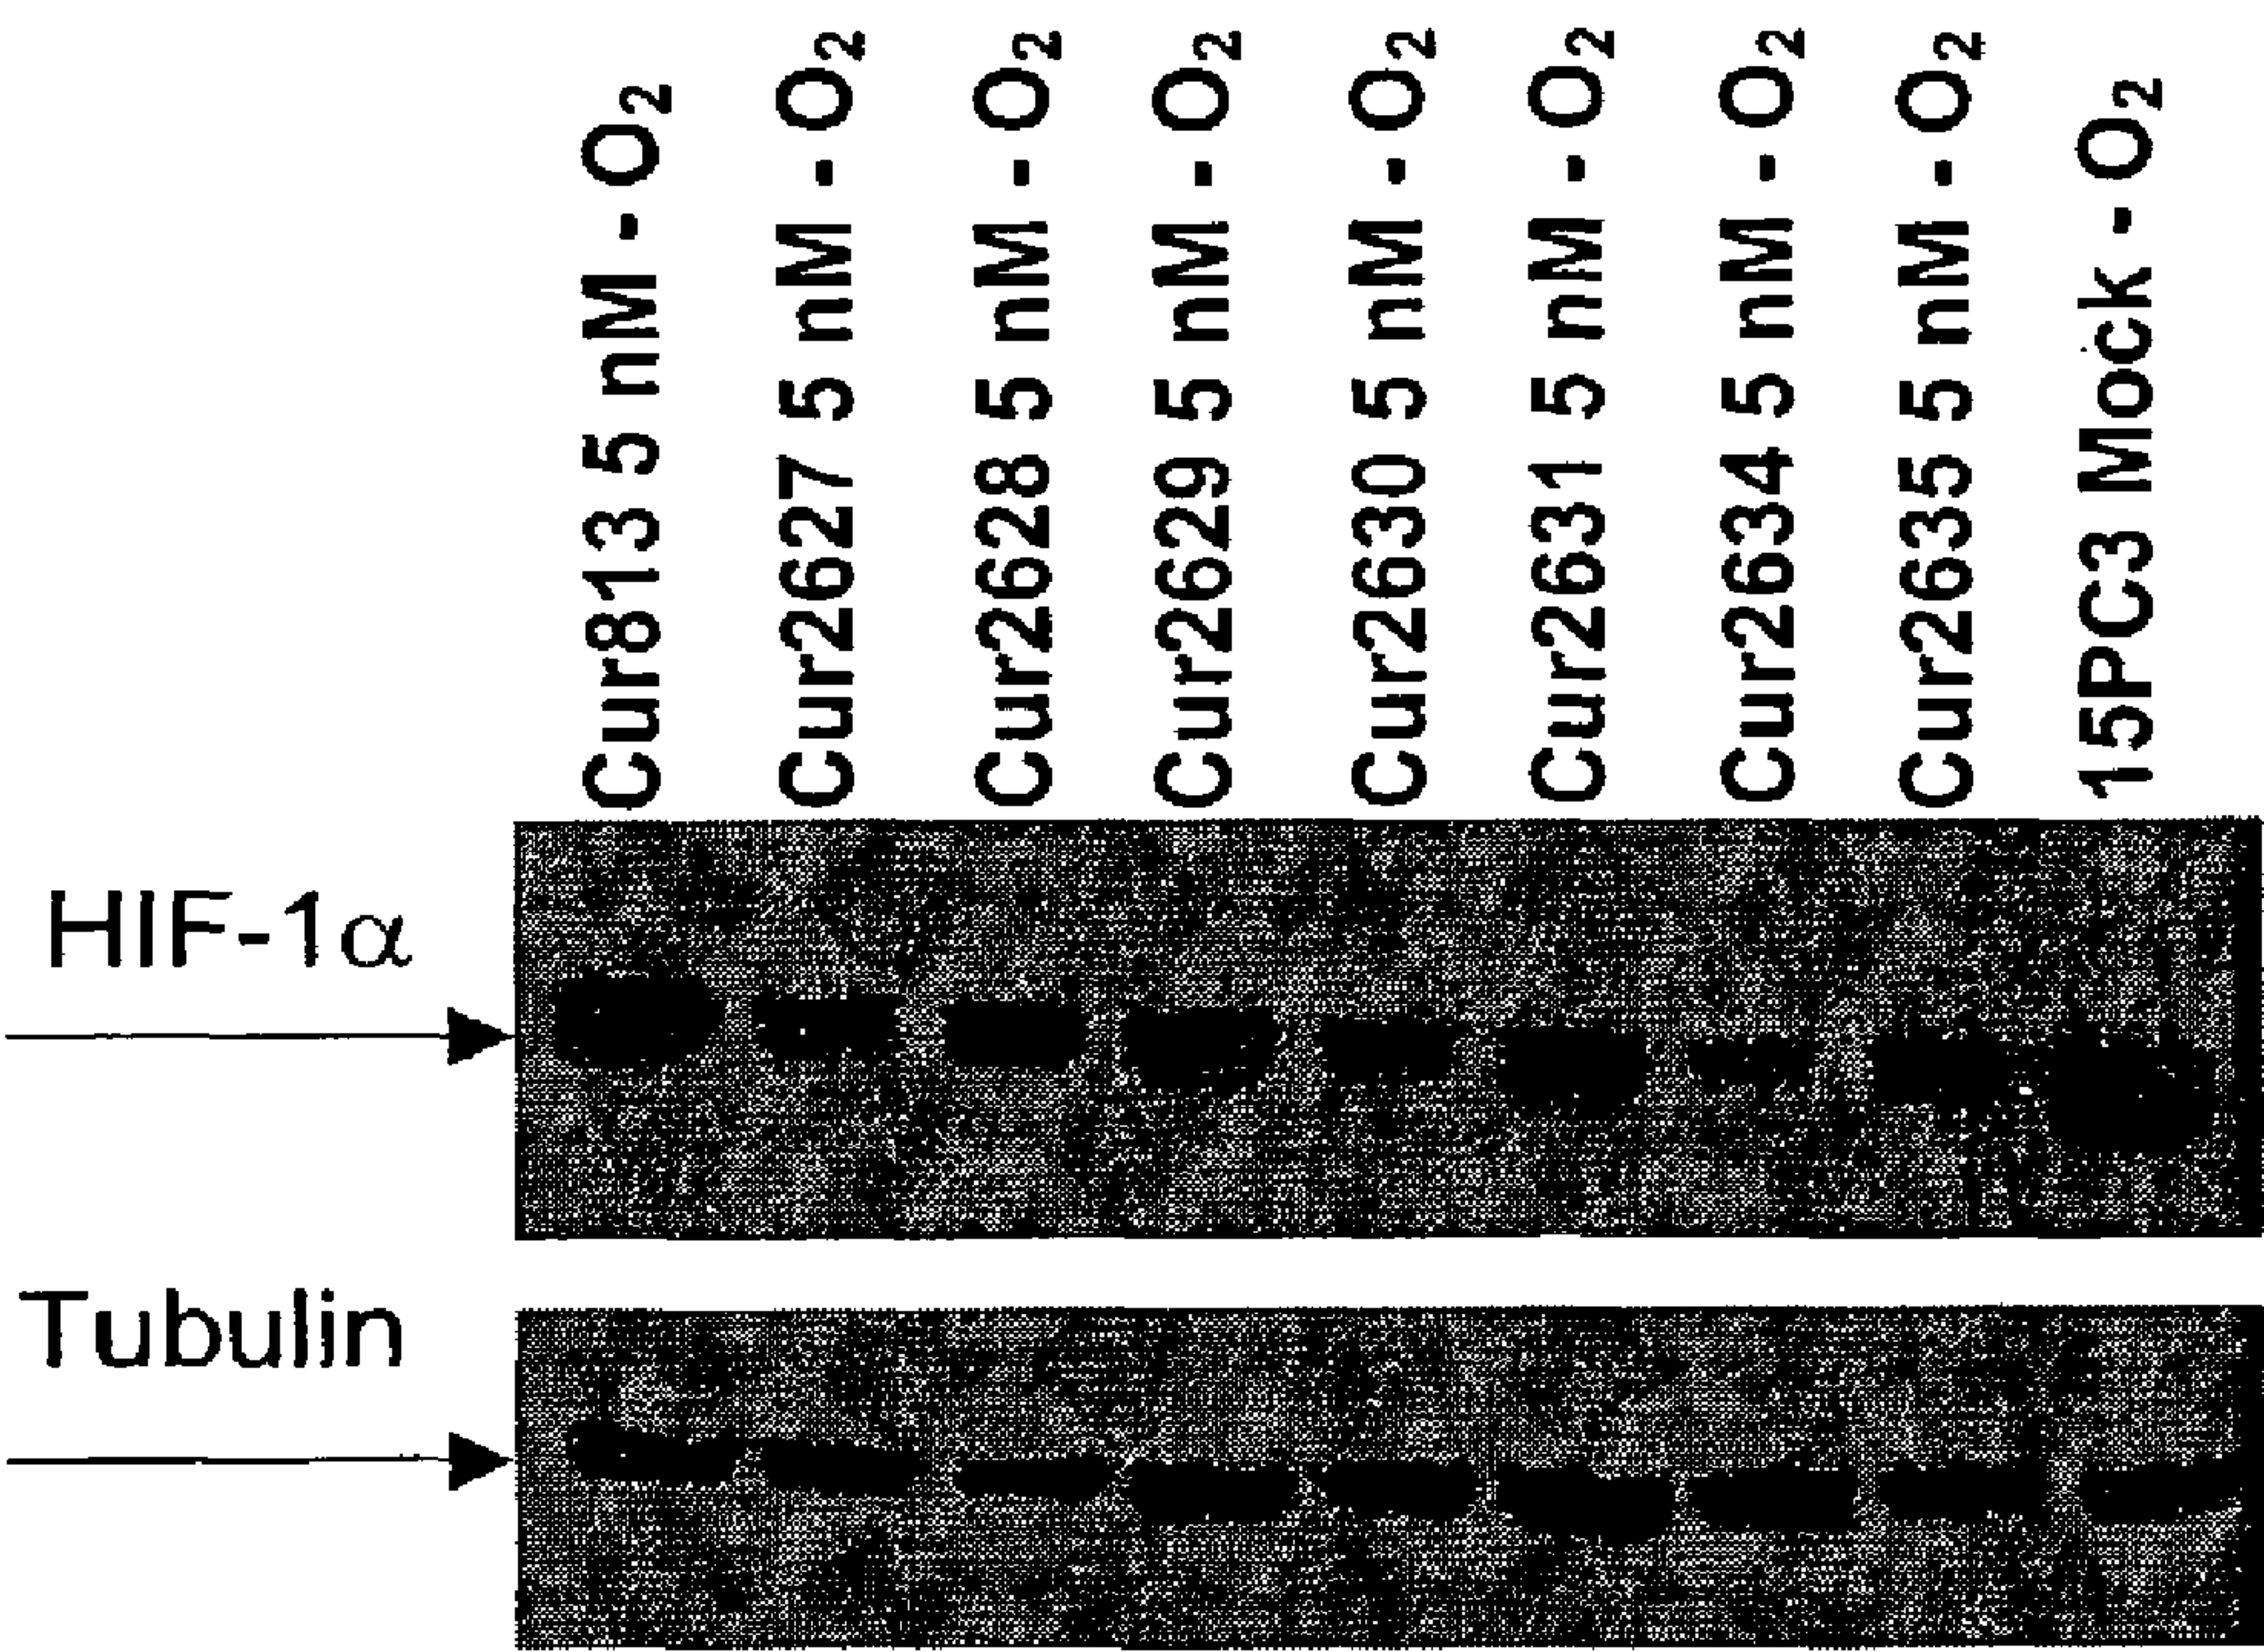 Cur813 5 nM - O₂
Cur2627 5 nM - O₂
Cur2628 5 nM - O₂
Cur2629 5 nM - O₂
Cur2630 5 nM - O₂
Cur2631 5 nM - O₂
Cur2634 5 nM - O₂
Cur2635 5 nM - O₂
15PC3 Mock - O₂
HIF-1α
Tubulin